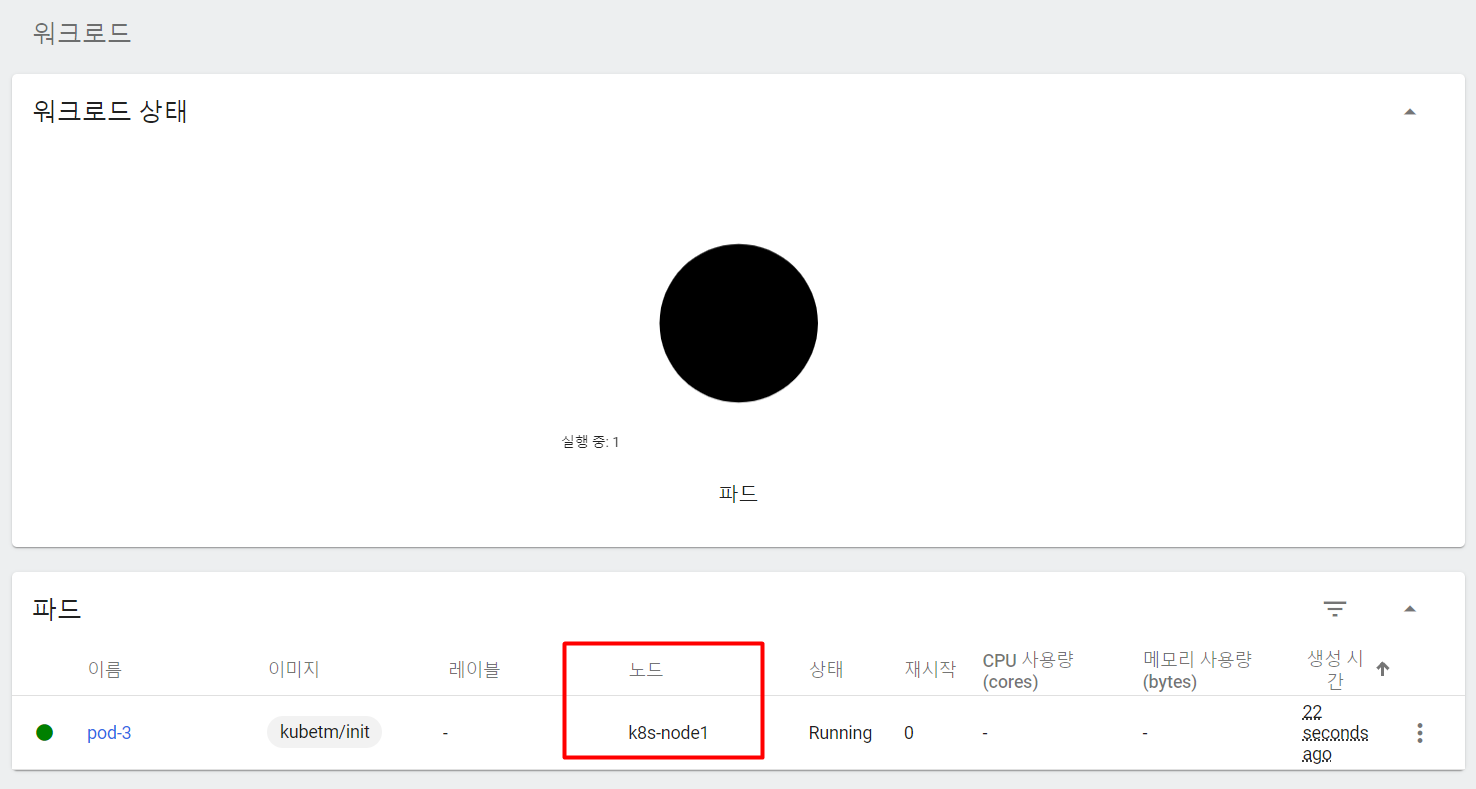 워크로드
워크로드 상태
실행 중: 1
파드
파드
이름 이미지 레이블 노드 상태 재시작 CPU 사용량 (cores) 메모리 사용량 (bytes) 생성 시간
pod-3 kubetm/init - k8s-node1 Running 0 - - 22 seconds ago